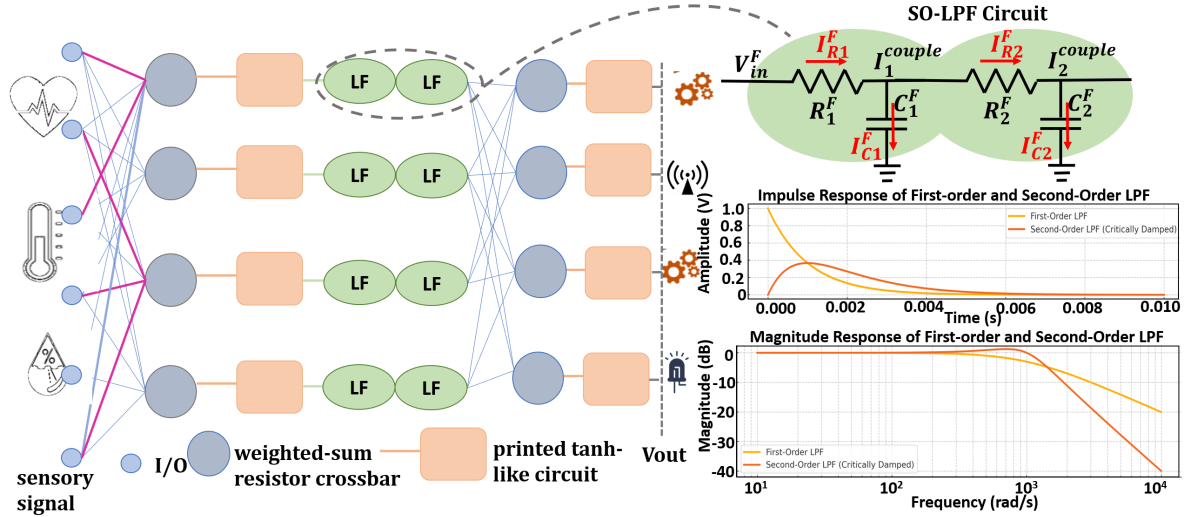 SO-LPF Circuit
LF LF
LF LF
LF LF
LF LF
V_in^F
I_R1^F
I_1^couple
I_R2^F
I_2^couple
R_1^F
C_1^F
R_2^F
C_2^F
I_C1^F
I_C2^F
Impulse Response of First-order and Second-Order LPF
Amplitude (V)
1.0
0.8
0.6
0.4
0.2
0
First-Order LPF
Second-Order LPF (Critically Damped)
0.000 0.002 0.004 0.006 0.008 0.010
Time (s)
Magnitude Response of First-order and Second-Order LPF
Magnitude (dB)
0
-10
-20
-30
-40
First-Order LPF
Second-Order LPF (Critically Damped)
10^1 10^2 10^3 10^4
Frequency (rad/s)
sensory
signal
I/O
weighted-sum
resistor crossbar
printed tanh-
like circuit
Vout